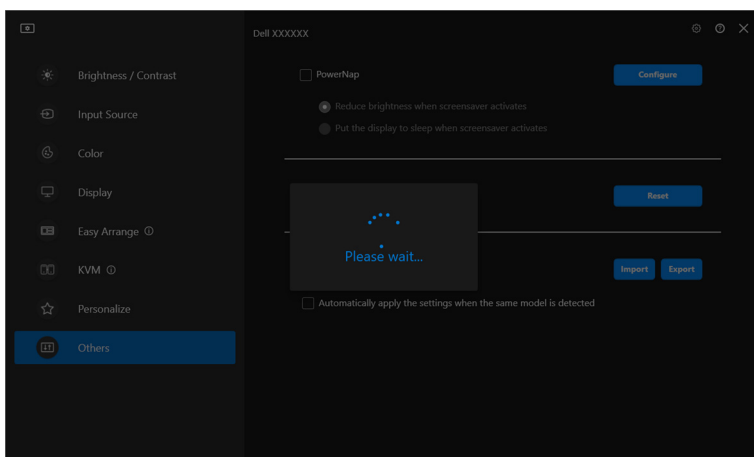 Dell XXXXXX
Brightness / Contrast
Input Source
Color
Display
Easy Arrange
KVM
Personalize
Others
PowerNap
Configure
Reduce brightness when screensaver activates
Put the display to sleep when screensaver activates
Reset
Please wait...
Import Export
Automatically apply the settings when the same model is detected